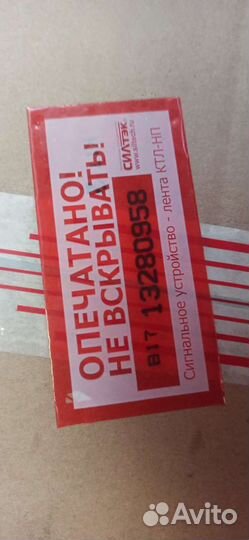 ОПЕЧАТАНО!
НЕ ВСКРЫВАТЬ!
СИЛТЭК
www.siltech.ru
В17 13280958
Сигнальное устройство - лента КТЛ-НП
Avito